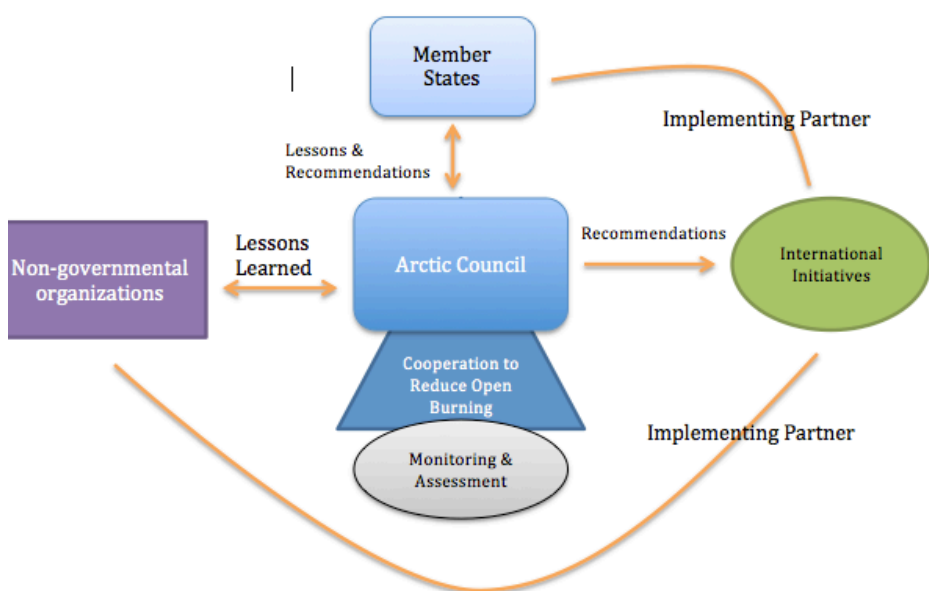 Member
States
Implementing Partner
Lessons &
Recommendations
Non-governmental
organizations
Lessons
Learned
Arctic Council
Recommendations
International
Initiatives
Cooperation to
Reduce Open
Burning
Implementing Partner
Monitoring &
Assessment